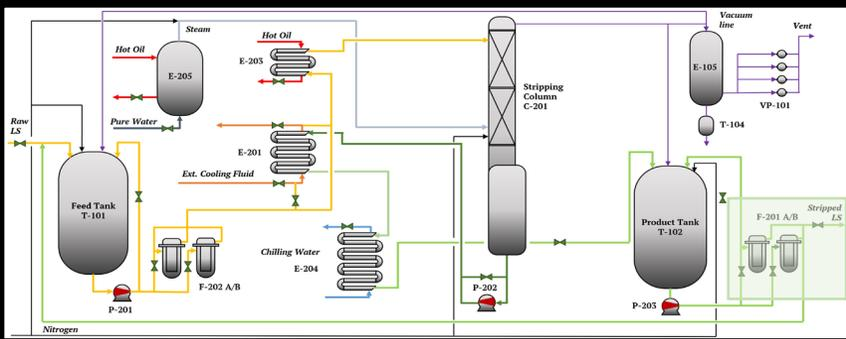 Vacuum
line
Vent
Steam
Hot Oil
Hot Oil
E-203
E-205
E-105
Stripping
Column
C-201
VP-101
Raw
LS
Pure Water
T-104
E-201
Ext. Cooling Fluid
Feed Tank
T-101
Product Tank
T-102
Stripped
LS
F-201 A/B
Chilling Water
E-204
F-202 A/B
P-201
P-202
P-203
Nitrogen